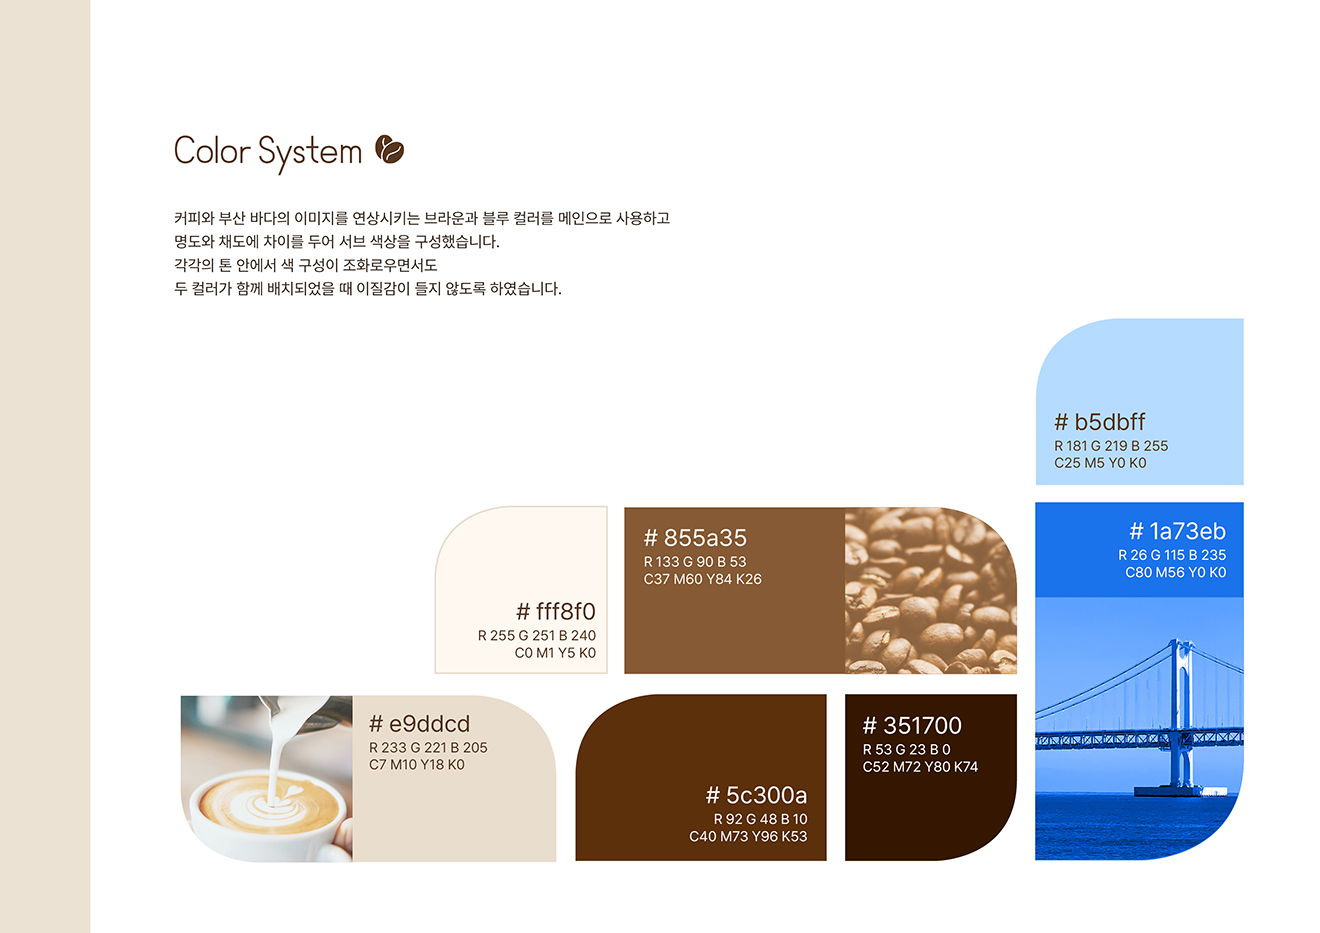 Color System
커피와 부산 바다의 이미지를 연상시키는 브라운과 블루 컬러를 메인으로 사용하고
명도와 채도에 차이를 두어 서브 색상을 구성했습니다.
각각의 톤 안에서 색 구성이 조화로우면서도
두 컬러가 함께 배치되었을 때 이질감이 들지 않도록 하였습니다.
# b5dbff
R 181 G 219 B 255
C25 M5 Y0 K0
# fff8f0
R 255 G 251 B 240
C0 M1 Y5 K0
# 855a35
R 133 G 90 B 53
C37 M60 Y84 K26
# 1a73eb
R 26 G 115 B 235
C80 M56 Y0 K0
# e9ddcd
R 233 G 221 B 205
C7 M10 Y18 K0
# 5c300a
R 92 G 48 B 10
C40 M73 Y96 K53
# 351700
R 53 G 23 B 0
C52 M72 Y80 K74